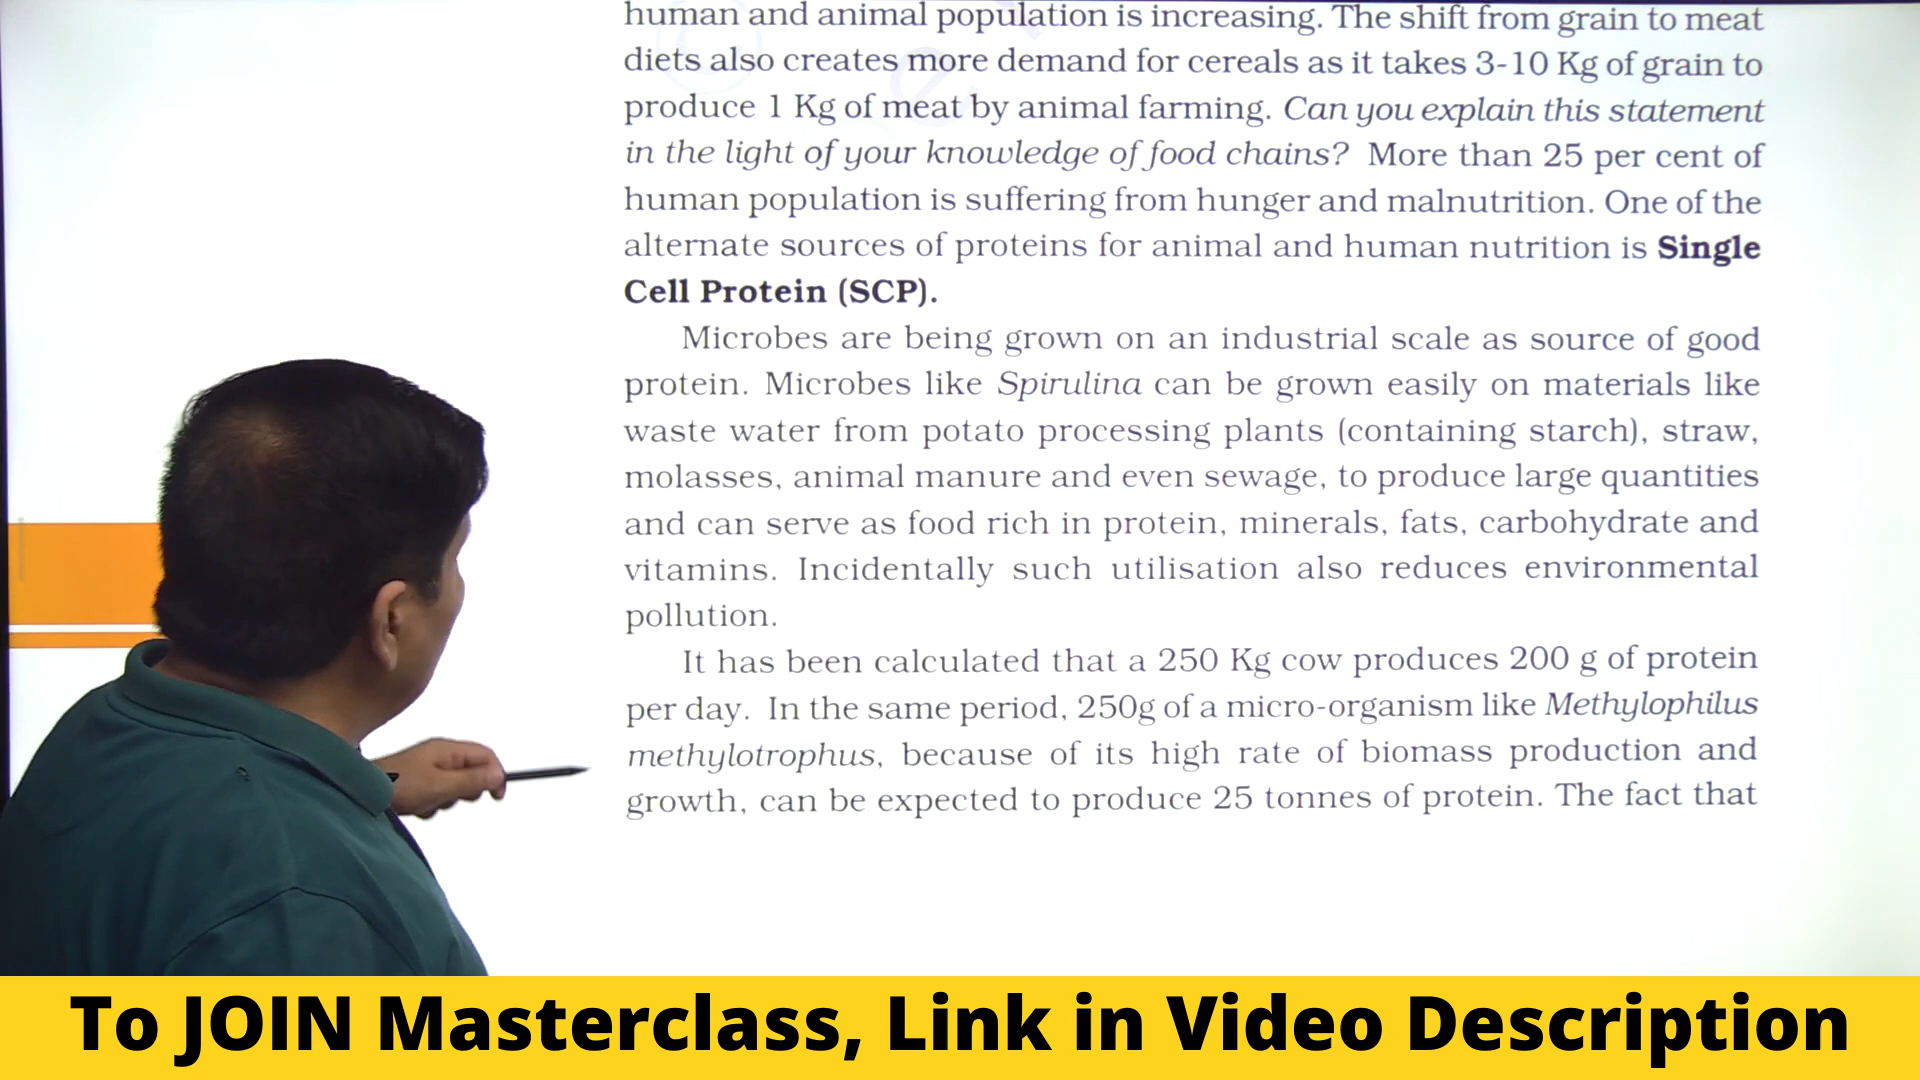 human and animal population is increasing. The shift from grain to meat
diets also creates more demand for cereals as it takes 3-10 Kg of grain to
produce 1 Kg of meat by animal farming. Can you explain this statement
in the light of your knowledge of food chains? More than 25 per cent of
human population is suffering from hunger and malnutrition. One of the
alternate sources of proteins for animal and human nutrition is Single
Cell Protein (SCP).
Microbes are being grown on an industrial scale as source of good
protein. Microbes like Spirulina can be grown easily on materials like
waste water from potato processing plants (containing starch), straw,
molasses, animal manure and even sewage, to produce large quantities
and can serve as food rich in protein, minerals, fats, carbohydrate and
vitamins. Incidentally such utilisation also reduces environmental
pollution.
It has been calculated that a 250 Kg cow produces 200 g of protein
per day. In the same period, 250g of a micro-organism like Methylophilus
methylotrophus, because of its high rate of biomass production and
growth, can be expected to produce 25 tonnes of protein. The fact that
To JOIN Masterclass, Link in Video Description